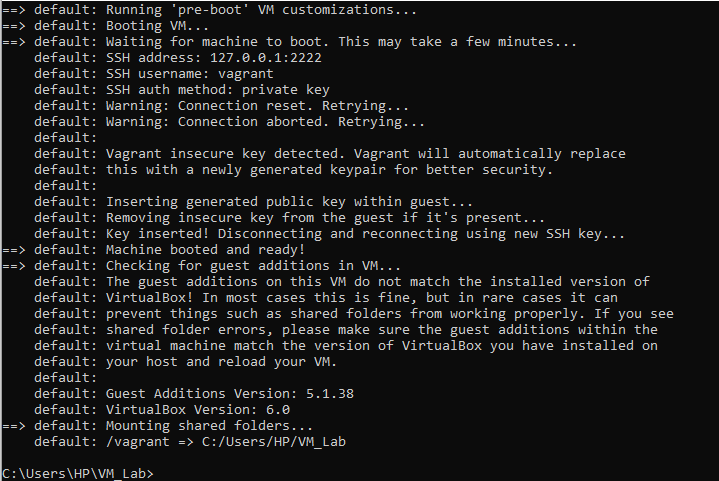 ==> default: Running 'pre-boot' VM customizations...
==> default: Booting VM...
==> default: Waiting for machine to boot. This may take a few minutes...
default: SSH address: 127.0.0.1:2222
default: SSH username: vagrant
default: SSH auth method: private key
default: Warning: Connection reset. Retrying...
default: Warning: Connection aborted. Retrying...
default:
default: Vagrant insecure key detected. Vagrant will automatically replace
default: this with a newly generated keypair for better security.
default:
default: Inserting generated public key within guest...
default: Removing insecure key from the guest if it's present...
default: Key inserted! Disconnecting and reconnecting using new SSH key...
==> default: Machine booted and ready!
==> default: Checking for guest additions in VM...
default: The guest additions on this VM do not match the installed version of
default: VirtualBox! In most cases this is fine, but in rare cases it can
default: prevent things such as shared folders from working properly. If you see
default: shared folder errors, please make sure the guest additions within the
default: virtual machine match the version of VirtualBox you have installed on
default: your host and reload your VM.
default:
default: Guest Additions Version: 5.1.38
default: VirtualBox Version: 6.0
==> default: Mounting shared folders...
default: /vagrant => C:/Users/HP/VM_Lab
C:\Users\HP\VM_Lab>